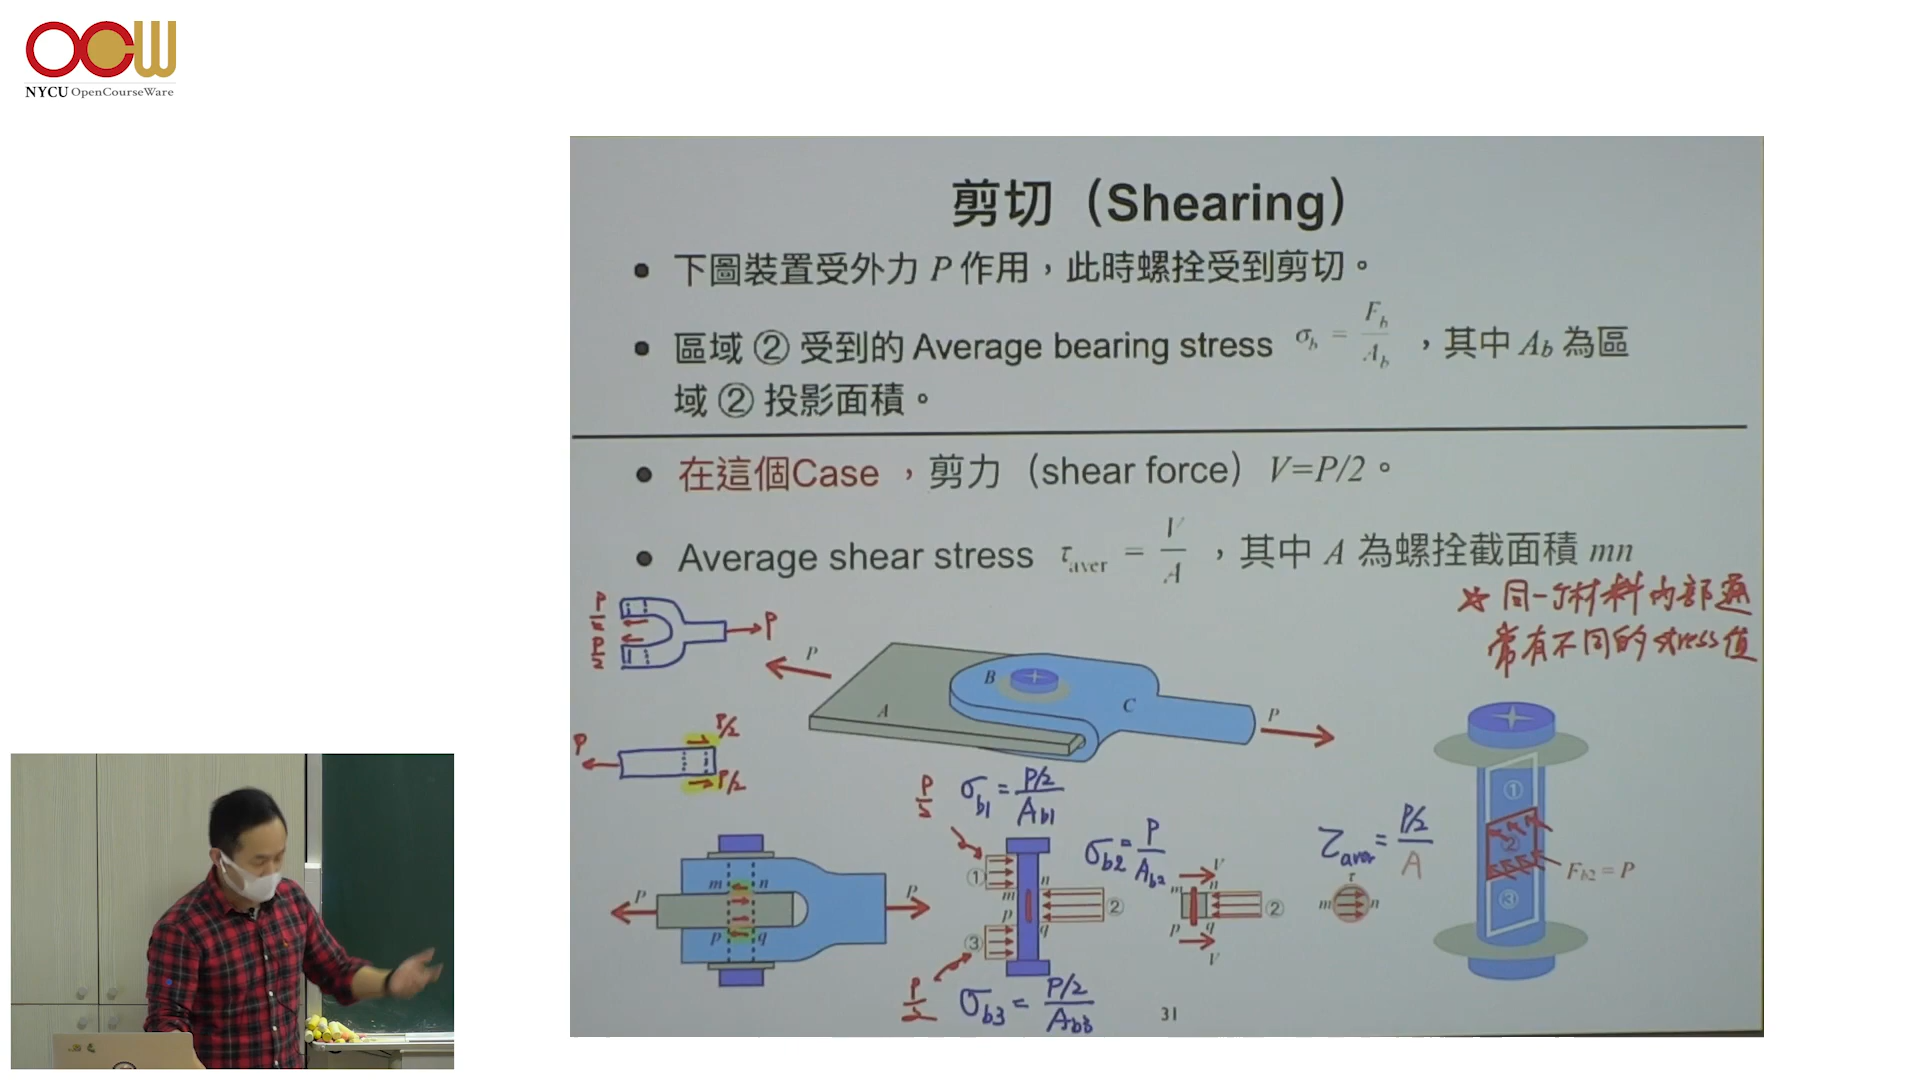 OCW
NYCU OpenCourseWare
剪切（Shearing）
● 下圖裝置受外力 P 作用，此時螺拴受到剪切。
● 區域 ② 受到的 Average bearing stress σb = Fb/Ab ，其中 Ab 為區
域 ② 投影面積。
● 在這個Case ，剪力（shear force）V=P/2。
● Average shear stress τaver = V/A ，其中 A 為螺拴截面積 mn
☆ 同一材料內部通
常有不同的stress值
P/2
P/2
P
P
B
A
C
P
P
P/2
P/2
P/2
σb1 = P/2 / Ab1
σb2 = P/Ab2
τaver = P/2 / A
①
②
③
Fb2 = P
P
m n
p q
P
①
m n
②
p q
③
V
m n
②
p q
V
τ
m n
P/2
σb3 = P/2 / Ab3
31